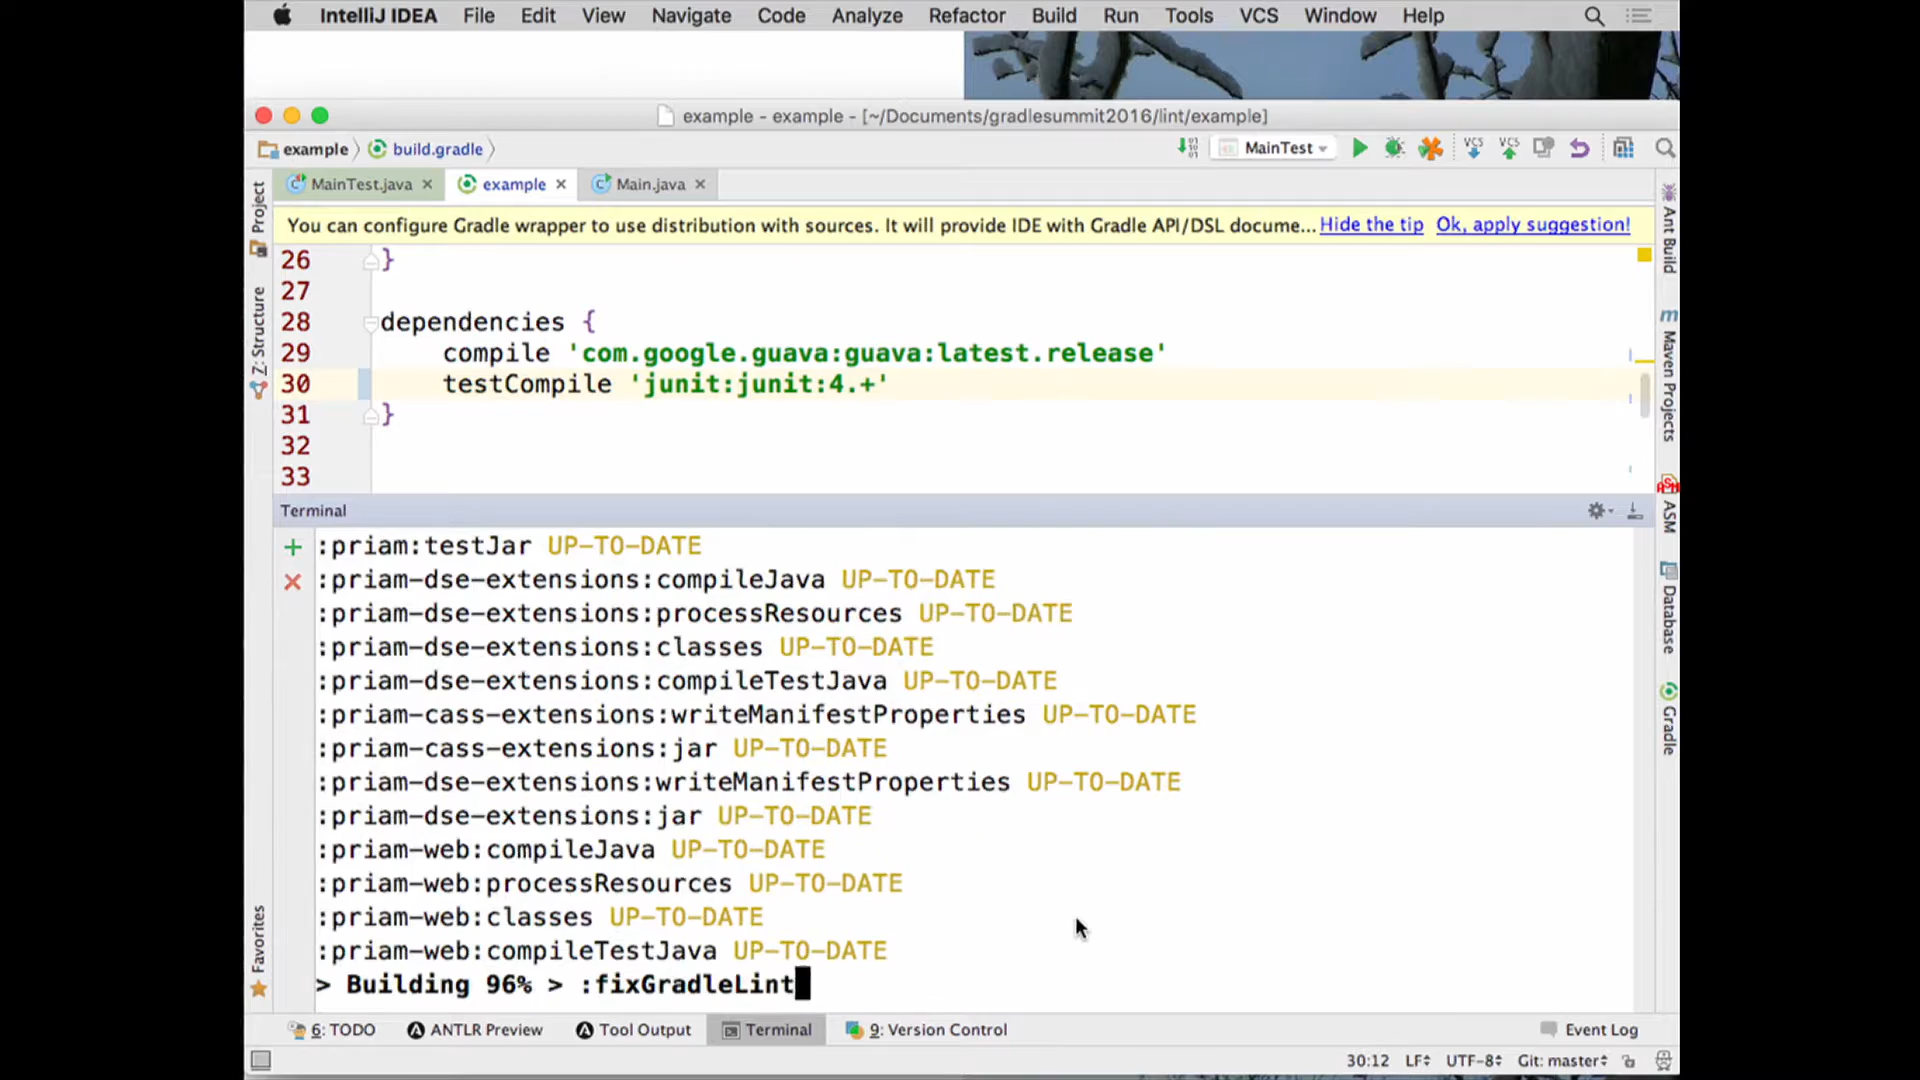 IntelliJ IDEA File Edit View Navigate Code Analyze Refactor Build Run Tools VCS Window Help
example - example - [~/Documents/gradlesummit2016/lint/example]
example build.gradle MainTest VCS VCS
MainTest.java example Main.java
You can configure Gradle wrapper to use distribution with sources. It will provide IDE with Gradle API/DSL docume... Hide the tip Ok, apply suggestion!
26 }
27
28 dependencies {
29 compile 'com.google.guava:guava:latest.release'
30 testCompile 'junit:junit:4.+'
31 }
32
33
Terminal
:priam:testJar UP-TO-DATE
:priam-dse-extensions:compileJava UP-TO-DATE
:priam-dse-extensions:processResources UP-TO-DATE
:priam-dse-extensions:classes UP-TO-DATE
:priam-dse-extensions:compileTestJava UP-TO-DATE
:priam-cass-extensions:writeManifestProperties UP-TO-DATE
:priam-cass-extensions:jar UP-TO-DATE
:priam-dse-extensions:writeManifestProperties UP-TO-DATE
:priam-dse-extensions:jar UP-TO-DATE
:priam-web:compileJava UP-TO-DATE
:priam-web:processResources UP-TO-DATE
:priam-web:classes UP-TO-DATE
:priam-web:compileTestJava UP-TO-DATE
> Building 96% > :fixGradleLint
6: TODO ANTLR Preview Tool Output Terminal 9: Version Control Event Log
30:12 LF UTF-8 Git: master
Project
Z: Structure
Favorites
Ant Build
Maven Projects
ASM
Database
Gradle